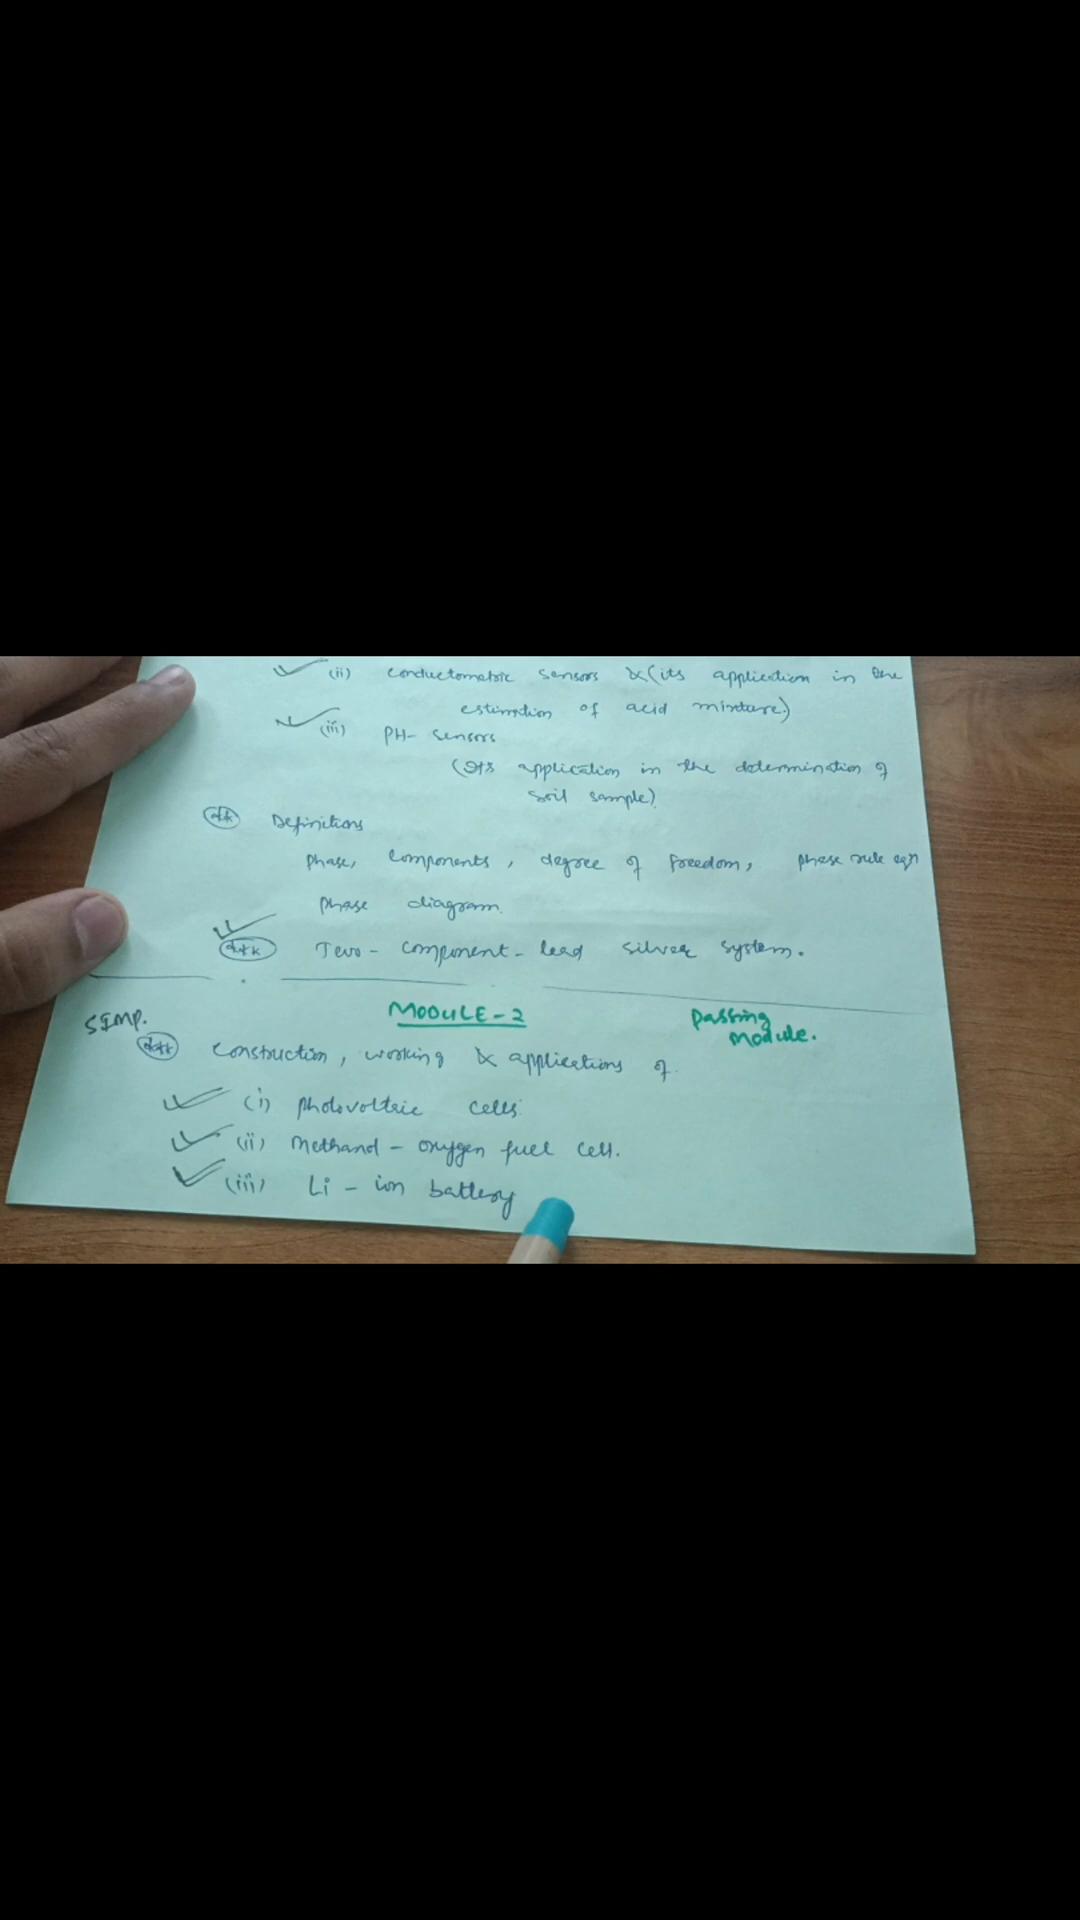 (ii) Conductometric Sensors & (its application in the
estimation of acid mixture.)
(iii) PH- Sensors
(Its application in the determination of
Soil sample).
Definitions
Phase, Components, degree of freedom, phase rule eqn
phase diagram.
Two - Component - lead silver system.
MODULE-2
Passing
Module.
SIMP.
Construction, working & applications of
(i) Photovoltaic cells.
(ii) Methanol - oxygen fuel cell.
(iii) Li - ion battery